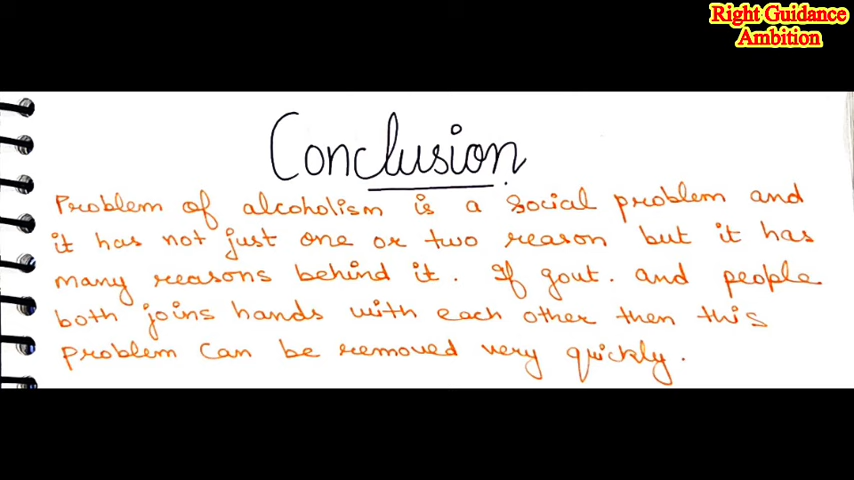 Right Guidance
Ambition
Conclusion
Problem of alcoholism is a social problem and
it has not just one or two reason but it has
many reasons behind it. If gout. and people
both joins hands with each other then this
problem can be removed very quickly.